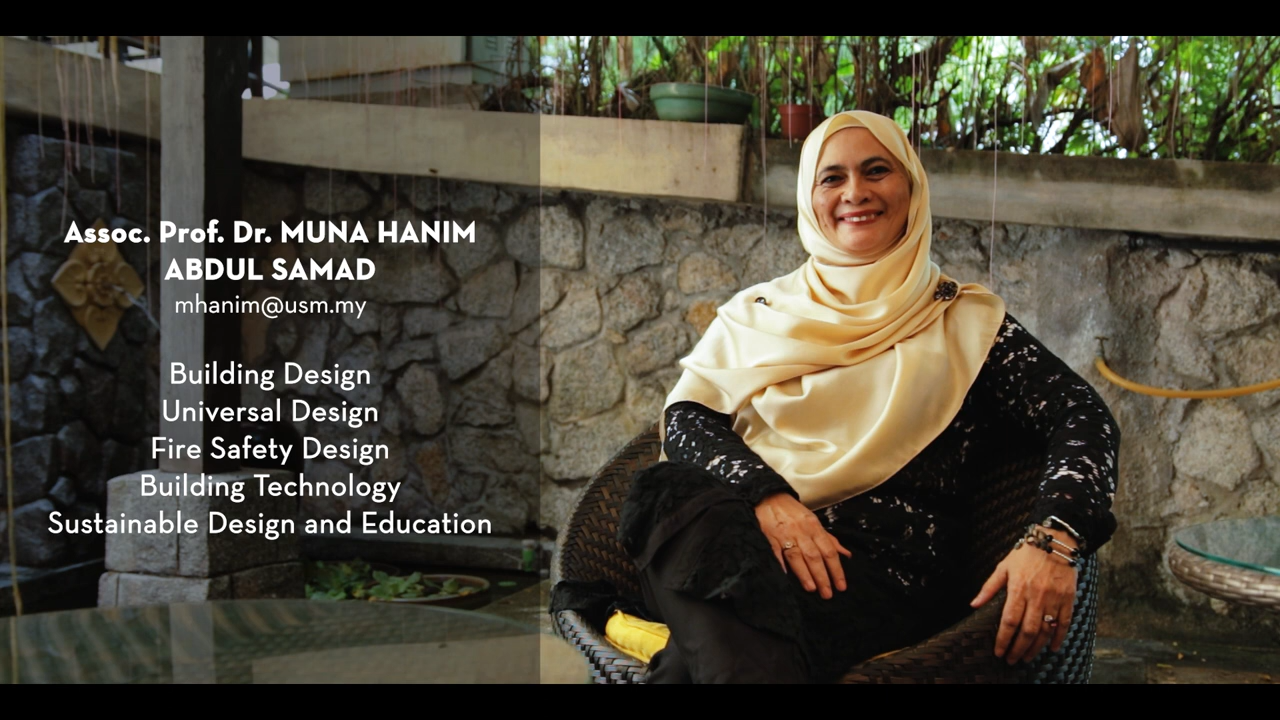 Assoc. Prof. Dr. MUNA HANIM
ABDUL SAMAD
mhanim@usm.my
Building Design
Universal Design
Fire Safety Design
Building Technology
Sustainable Design and Education